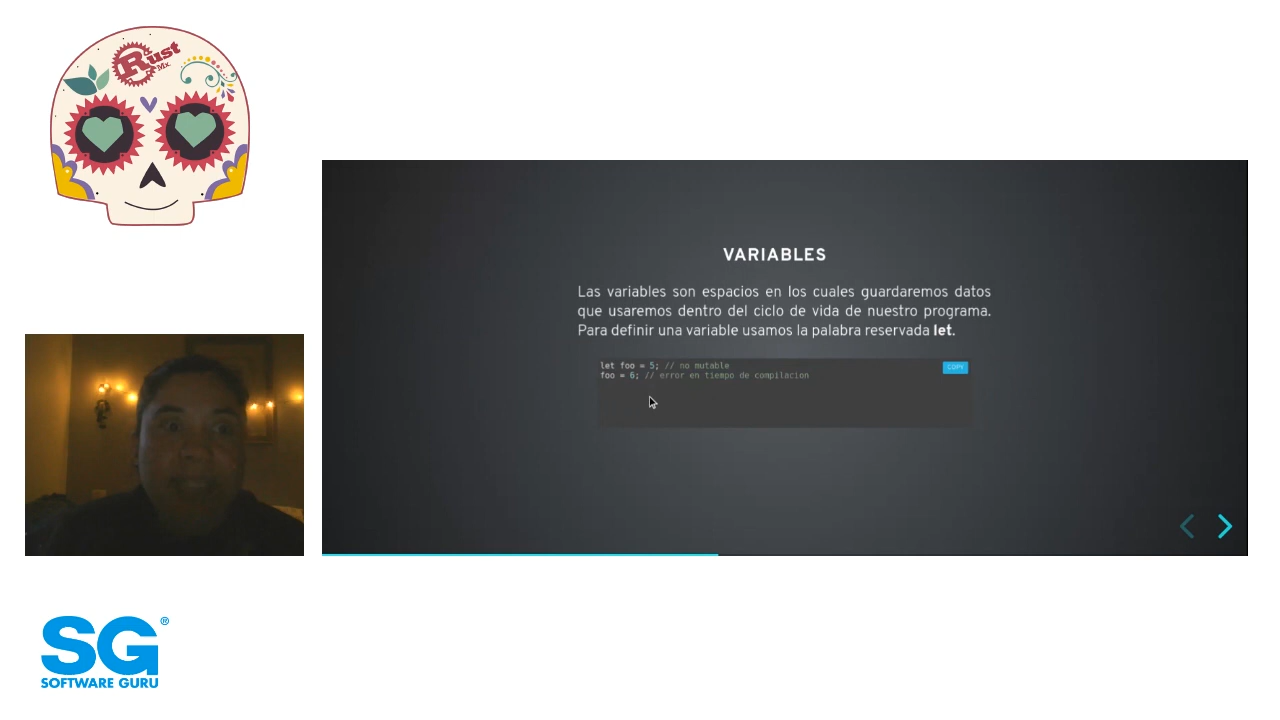 Rust
Mx.
VARIABLES
Las variables son espacios en los cuales guardaremos datos
que usaremos dentro del ciclo de vida de nuestro programa.
Para definir una variable usamos la palabra reservada let.
let foo = 5; // no mutable
COPY
foo = 6; // error en tiempo de compilacion
SG®
SOFTWARE GURU